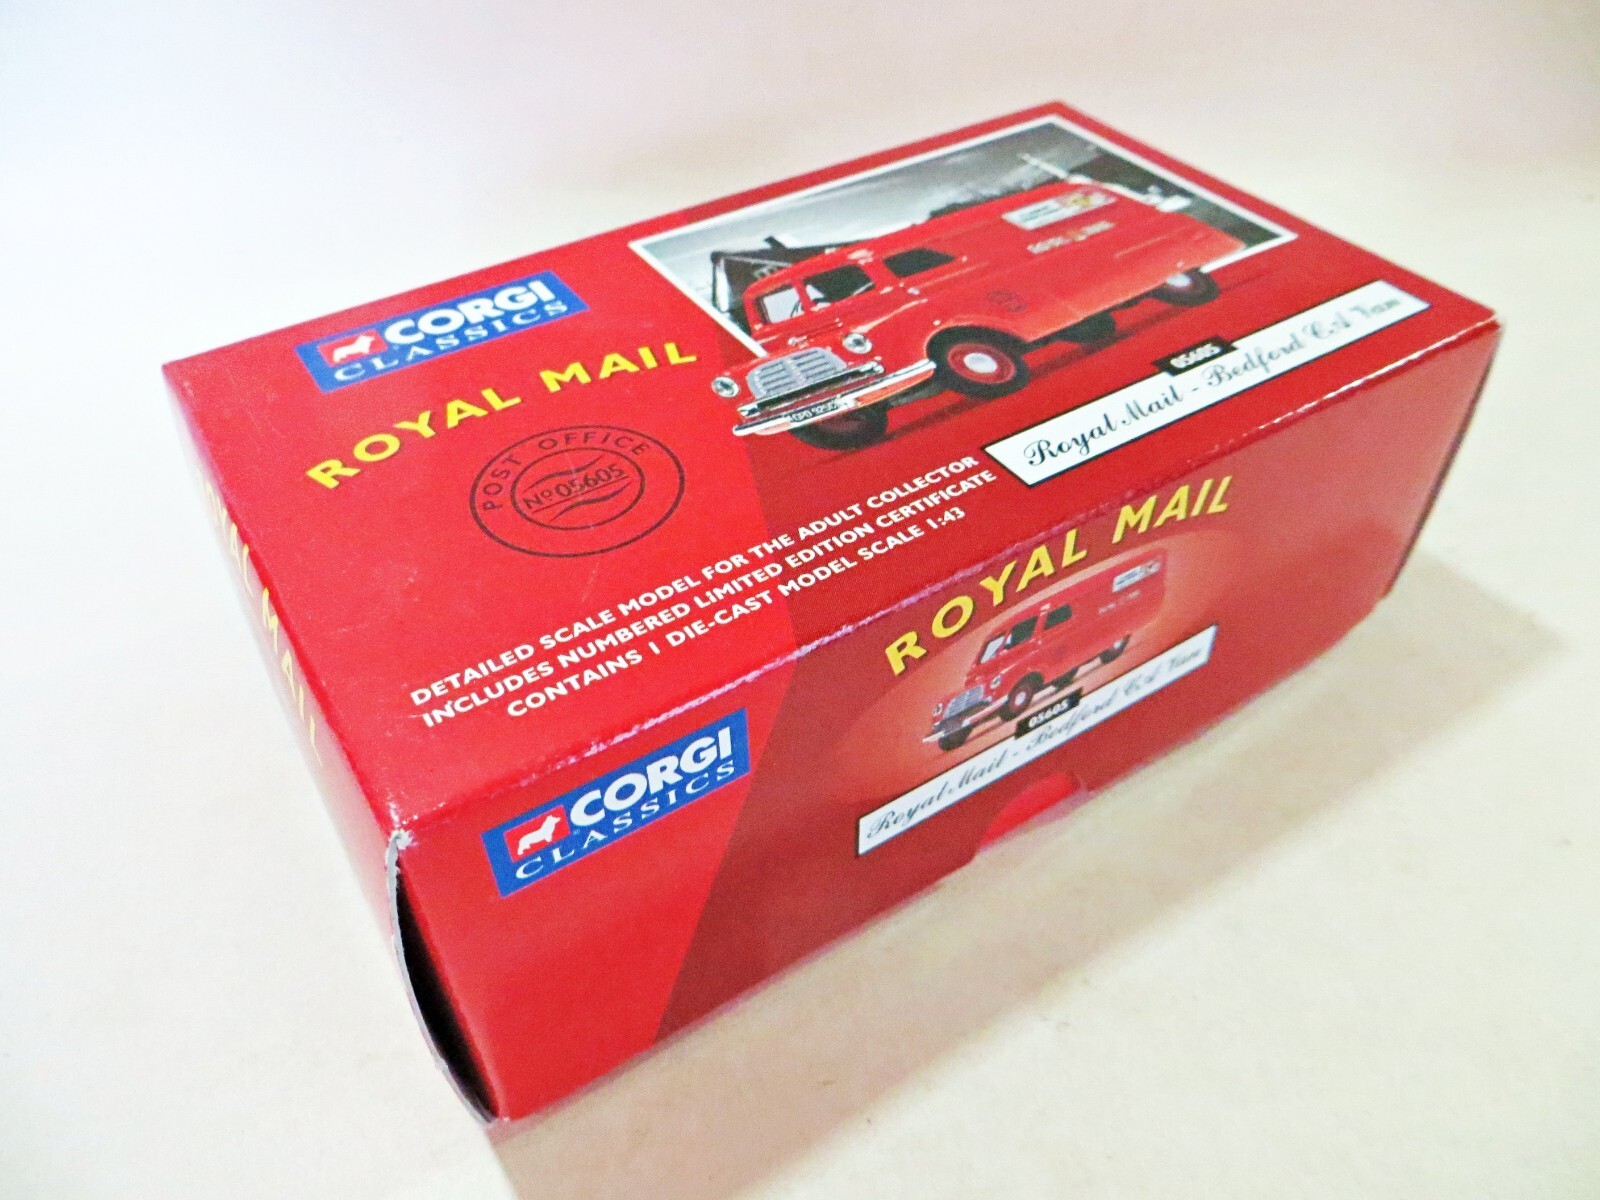 CORGI
CLASSICS
ROYAL MAIL
POST OFFICE
Nº 05605
DETAILED SCALE MODEL FOR THE ADULT COLLECTOR
INCLUDES NUMBERED LIMITED EDITION CERTIFICATE
CONTAINS 1 DIE-CAST MODEL SCALE 1:43
05605
Royal Mail - Bedford CA Van
ROYAL MAIL
CORGI
CLASSICS
ROYAL MAIL
05605
Royal Mail - Bedford CA Van